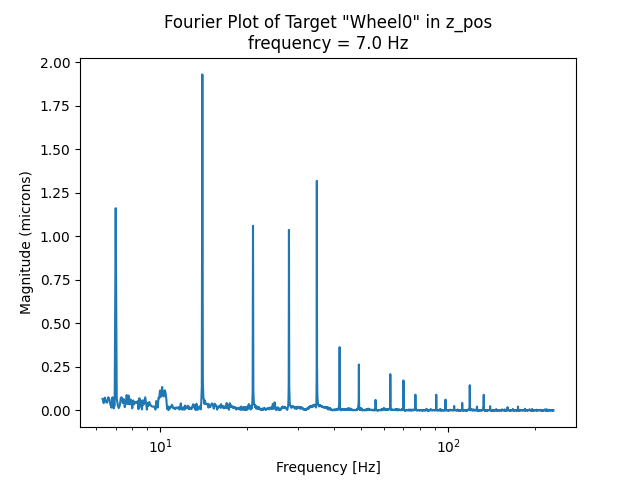 Fourier Plot of Target "Wheel0" in z_pos
frequency = 7.0 Hz
2.00
1.75
1.50
1.25
1.00
0.75
0.50
0.25
0.00
Magnitude (microns)
10¹
10²
Frequency [Hz]